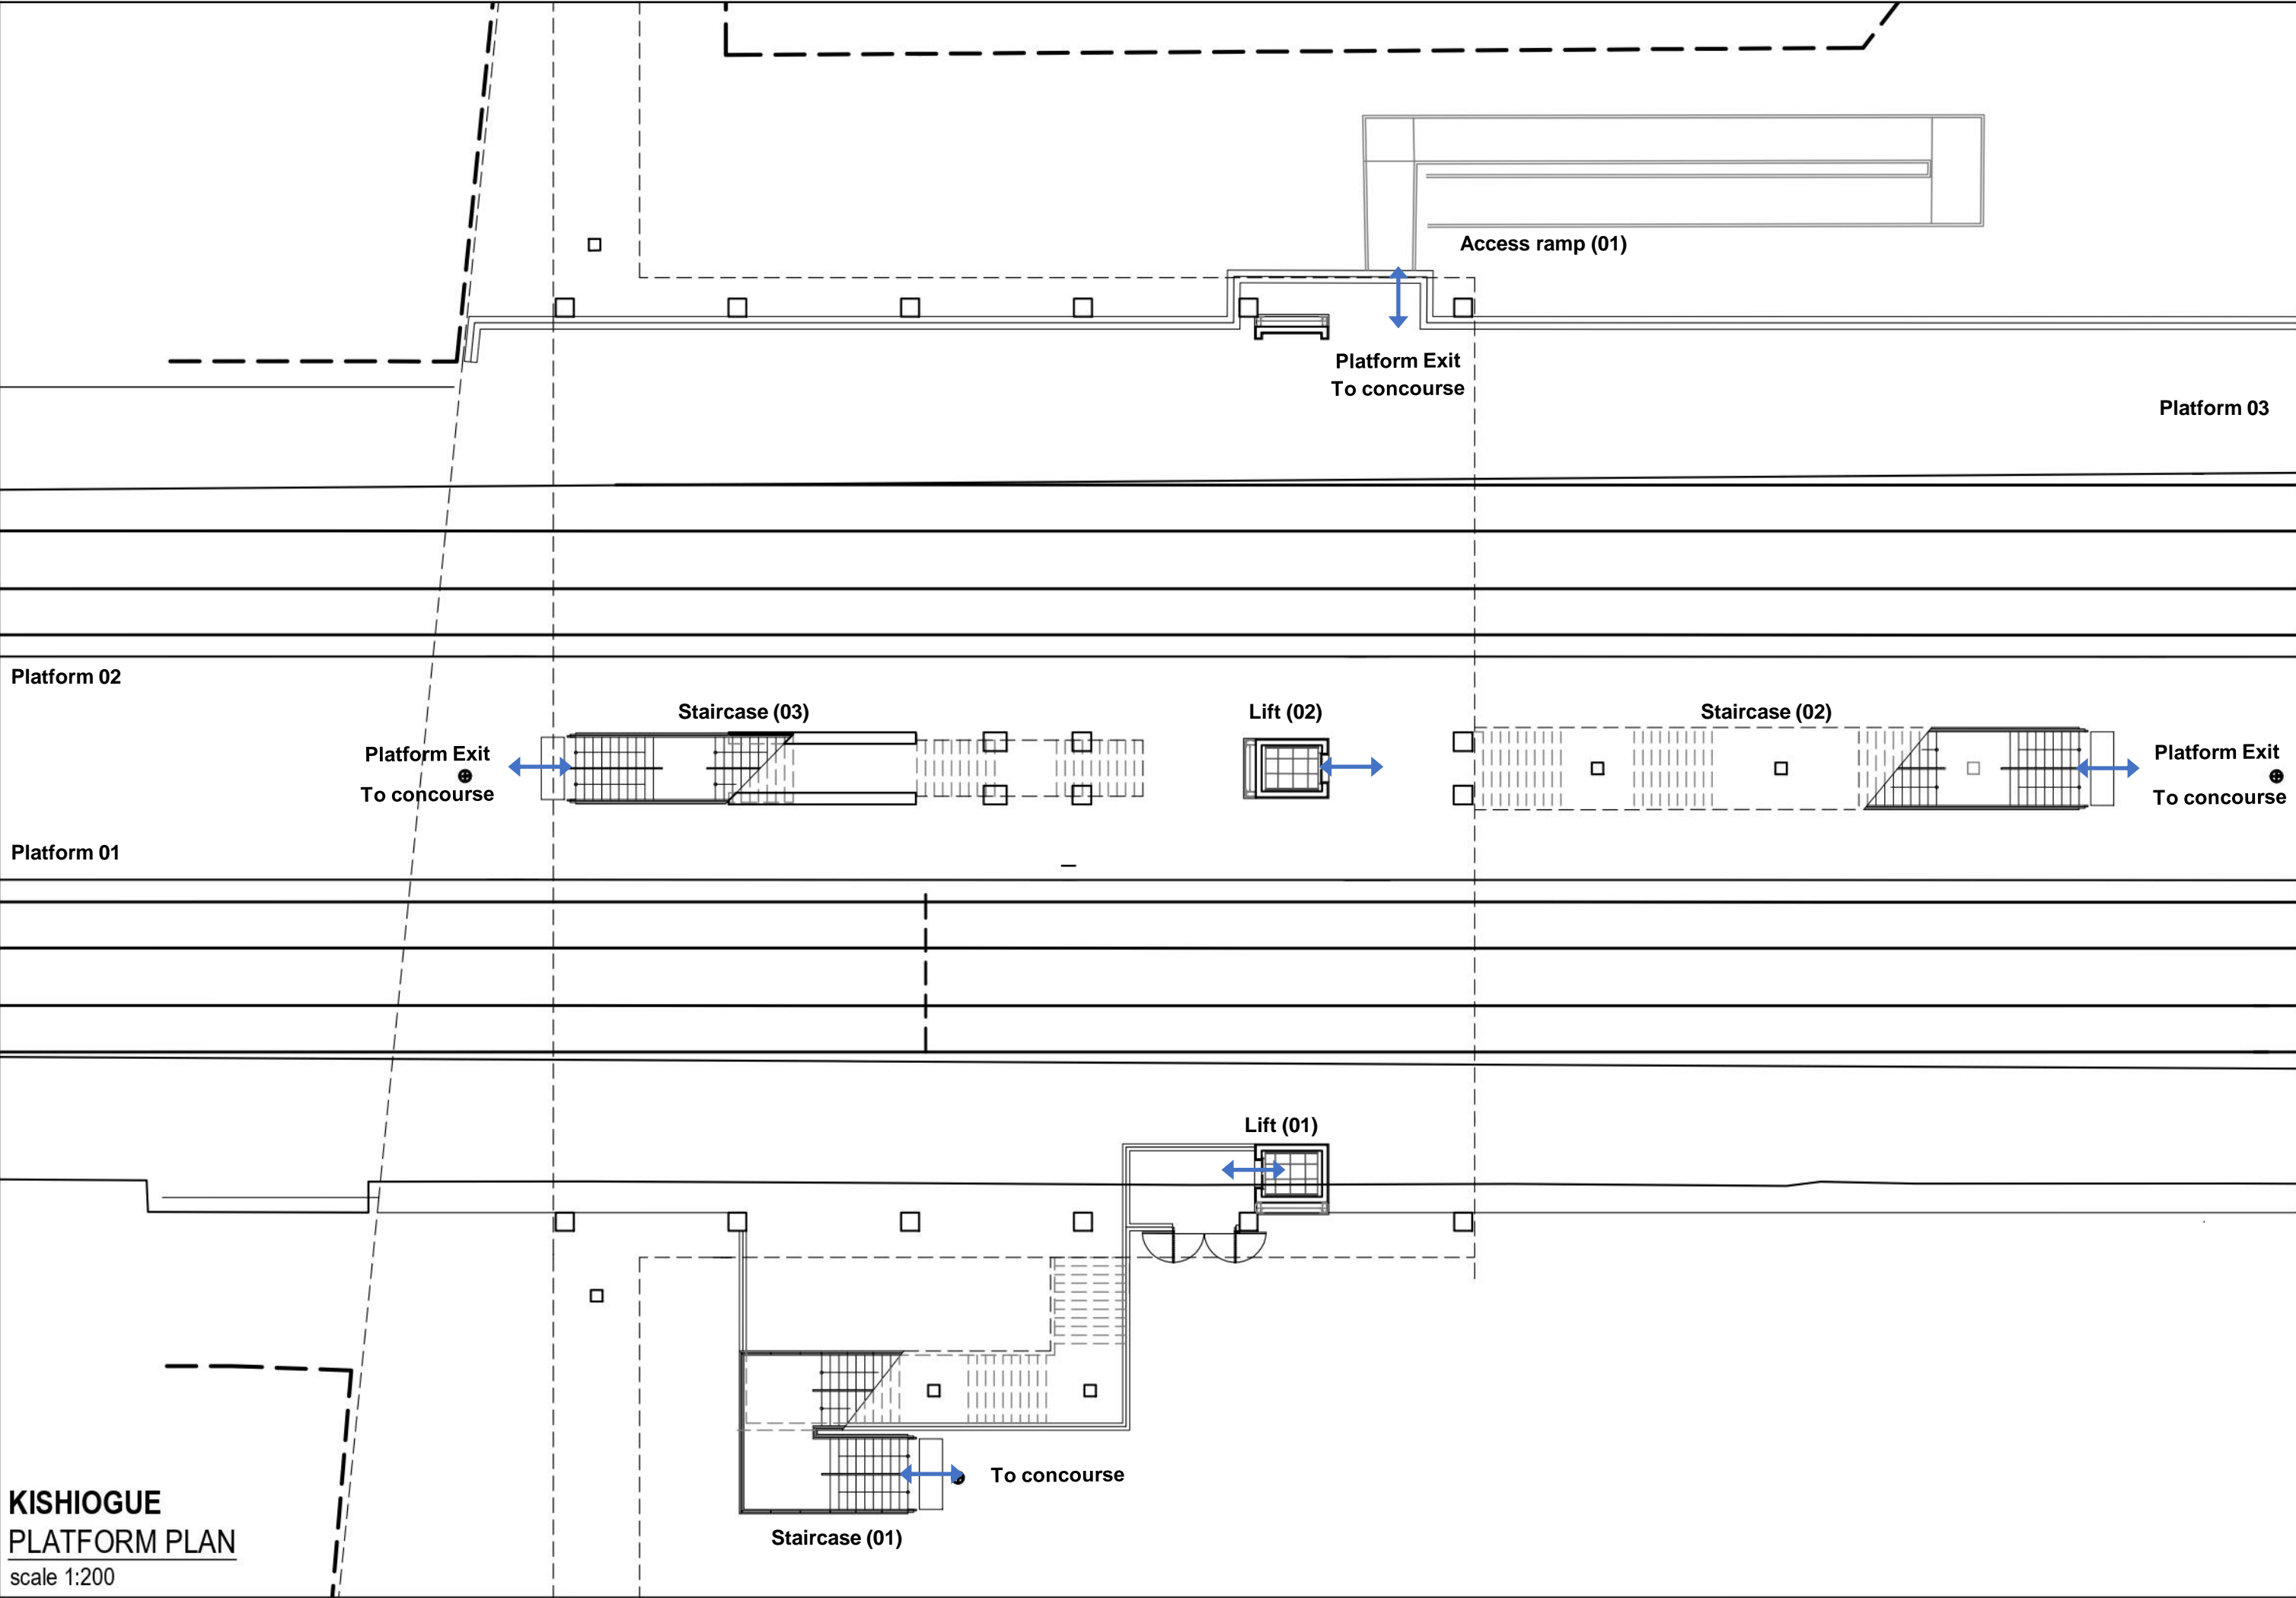 Access ramp (01)
Platform Exit
To concourse
Platform 03
Platform 02
Staircase (03)
Lift (02)
Staircase (02)
Platform Exit
To concourse
Platform Exit
To concourse
Platform 01
Lift (01)
To concourse
Staircase (01)
KISHIOGUE
PLATFORM PLAN
scale 1:200